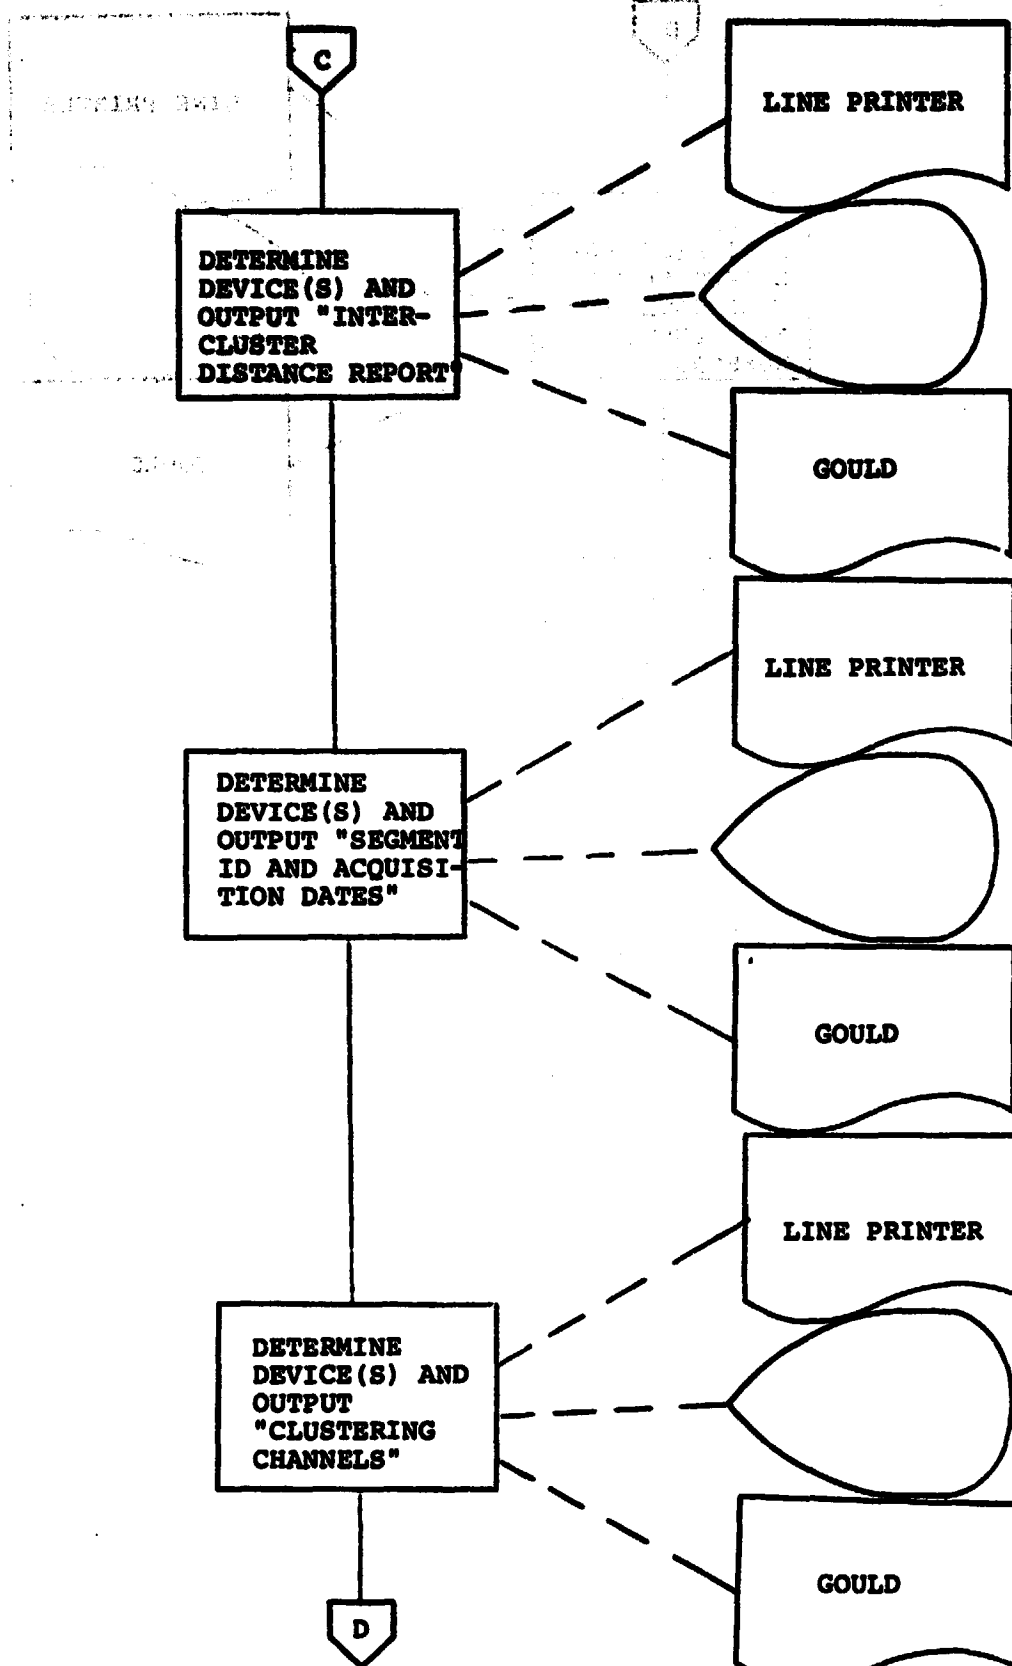 C
LINE PRINTER
DETERMINE
DEVICE(S) AND
OUTPUT "INTER-
CLUSTER
DISTANCE REPORT"
GOULD
LINE PRINTER
DETERMINE
DEVICE(S) AND
OUTPUT "SEGMENT
ID AND ACQUISI-
TION DATES"
GOULD
LINE PRINTER
DETERMINE
DEVICE(S) AND
OUTPUT
"CLUSTERING
CHANNELS"
GOULD
D